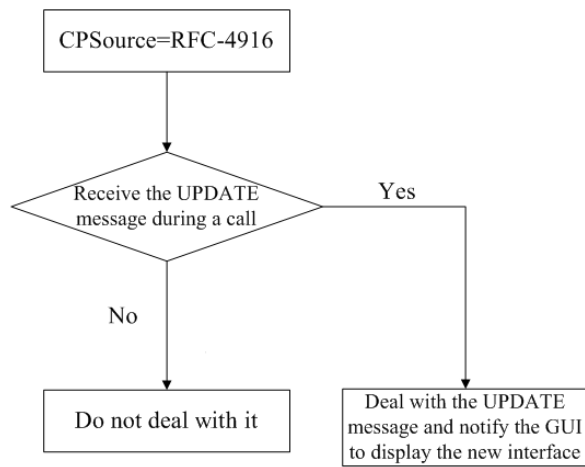 CPSource=RFC-4916
Receive the UPDATE
message during a call
Yes
No
Do not deal with it
Deal with the UPDATE
message and notify the GUI
to display the new interface